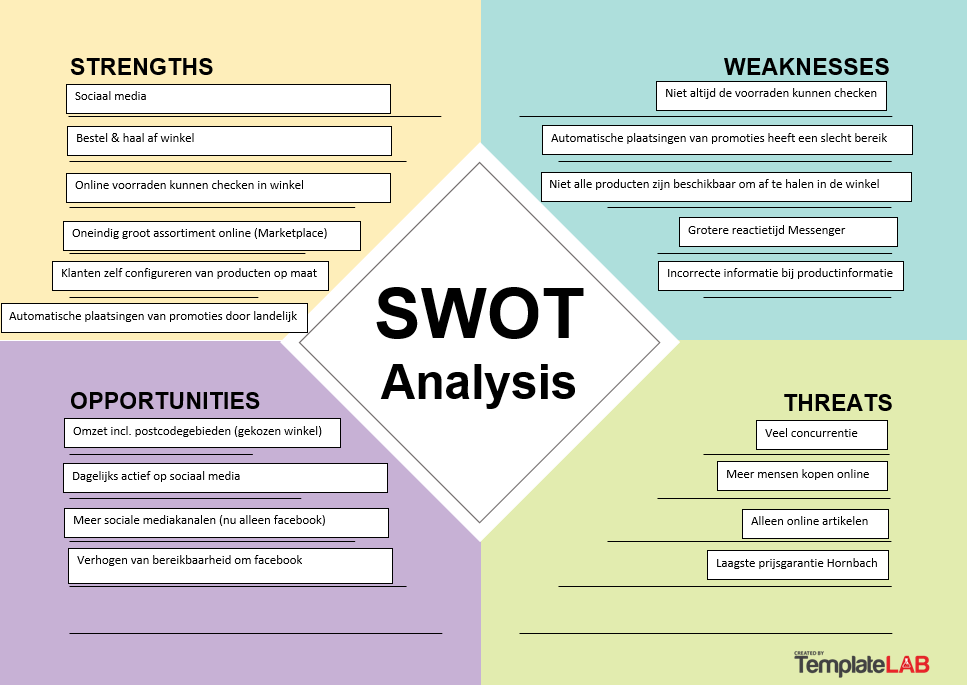 STRENGTHS
Sociaal media
Bestel & haal af winkel
Online voorraden kunnen checken in winkel
Oneindig groot assortiment online (Marketplace)
Klanten zelf configureren van producten op maat
Automatische plaatsingen van promoties door landelijk
WEAKNESSES
Niet altijd de voorraden kunnen checken
Automatische plaatsingen van promoties heeft een slecht bereik
Niet alle producten zijn beschikbaar om af te halen in de winkel
Grotere reactietijd Messenger
Incorrecte informatie bij productinformatie
SWOT
Analysis
OPPORTUNITIES
Omzet incl. postcodegebieden (gekozen winkel)
Dagelijks actief op sociaal media
Meer sociale mediakanalen (nu alleen facebook)
Verhogen van bereikbaarheid om facebook
THREATS
Veel concurrentie
Meer mensen kopen online
Alleen online artikelen
Laagste prijsgarantie Hornbach
CREATED BY
TemplateLAB